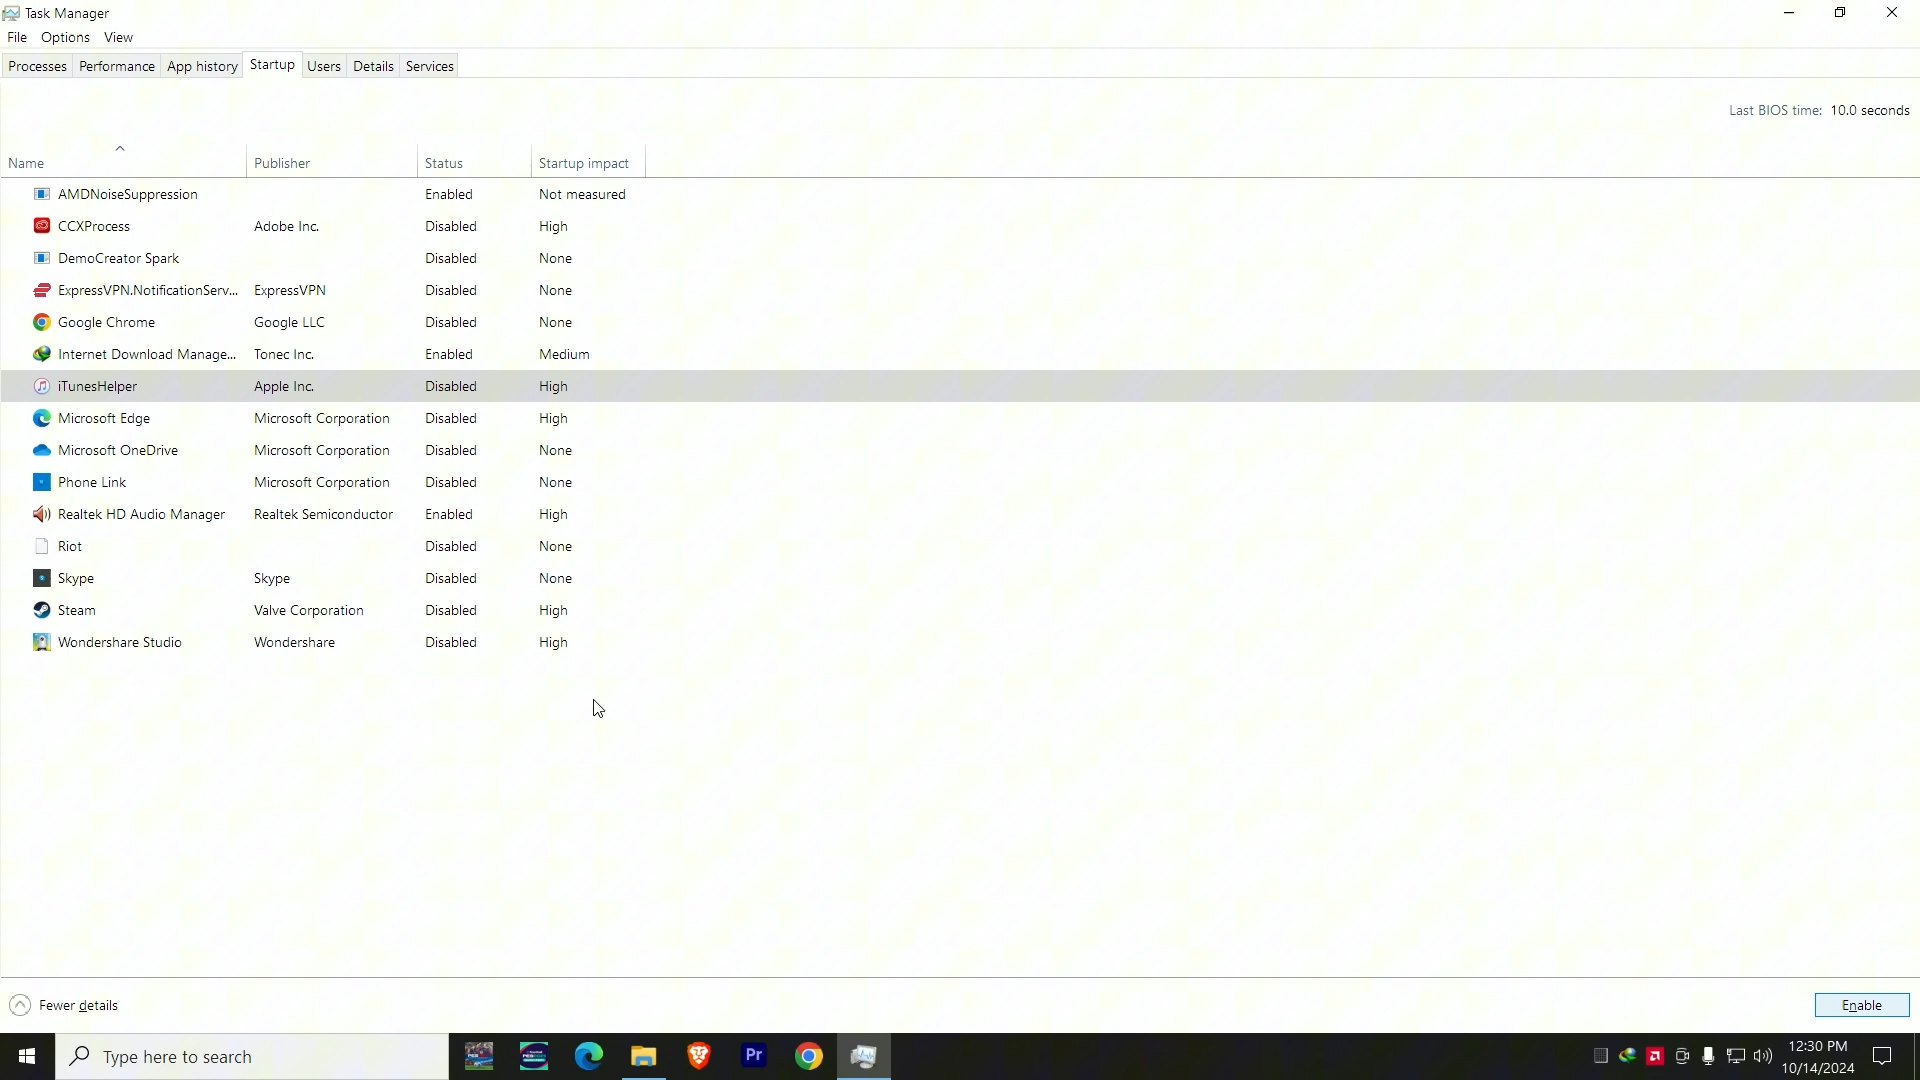 Task Manager
File Options View
Processes Performance App history Startup Users Details Services
Last BIOS time: 10.0 seconds
Name Publisher Status Startup impact
AMDNoiseSuppression Enabled Not measured
CCXProcess Adobe Inc. Disabled High
DemoCreator Spark Disabled None
ExpressVPN.NotificationServ... ExpressVPN Disabled None
Google Chrome Google LLC Disabled None
Internet Download Manage... Tonec Inc. Enabled Medium
iTunesHelper Apple Inc. Disabled High
Microsoft Edge Microsoft Corporation Disabled High
Microsoft OneDrive Microsoft Corporation Disabled None
Phone Link Microsoft Corporation Disabled None
Realtek HD Audio Manager Realtek Semiconductor Enabled High
Riot Disabled None
Skype Skype Disabled None
Steam Valve Corporation Disabled High
Wondershare Studio Wondershare Disabled High
Fewer details Enable
Type here to search Pr 12:30 PM
10/14/2024